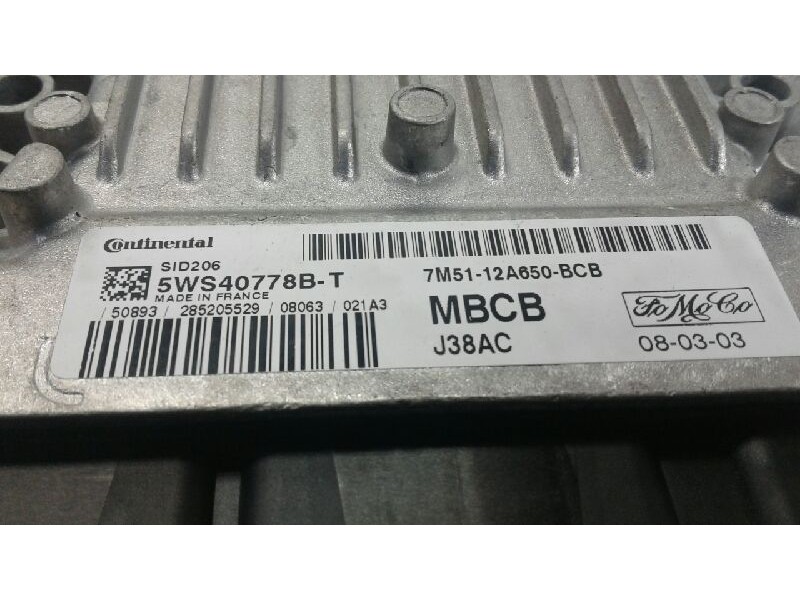 Continental
SID206
5WS40778B-T
MADE IN FRANCE
/ 50893 / 285205529 / 08063 / 021A3
7M51-12A650-BCB
MBCB
FoMoCo
J38AC
08-03-03